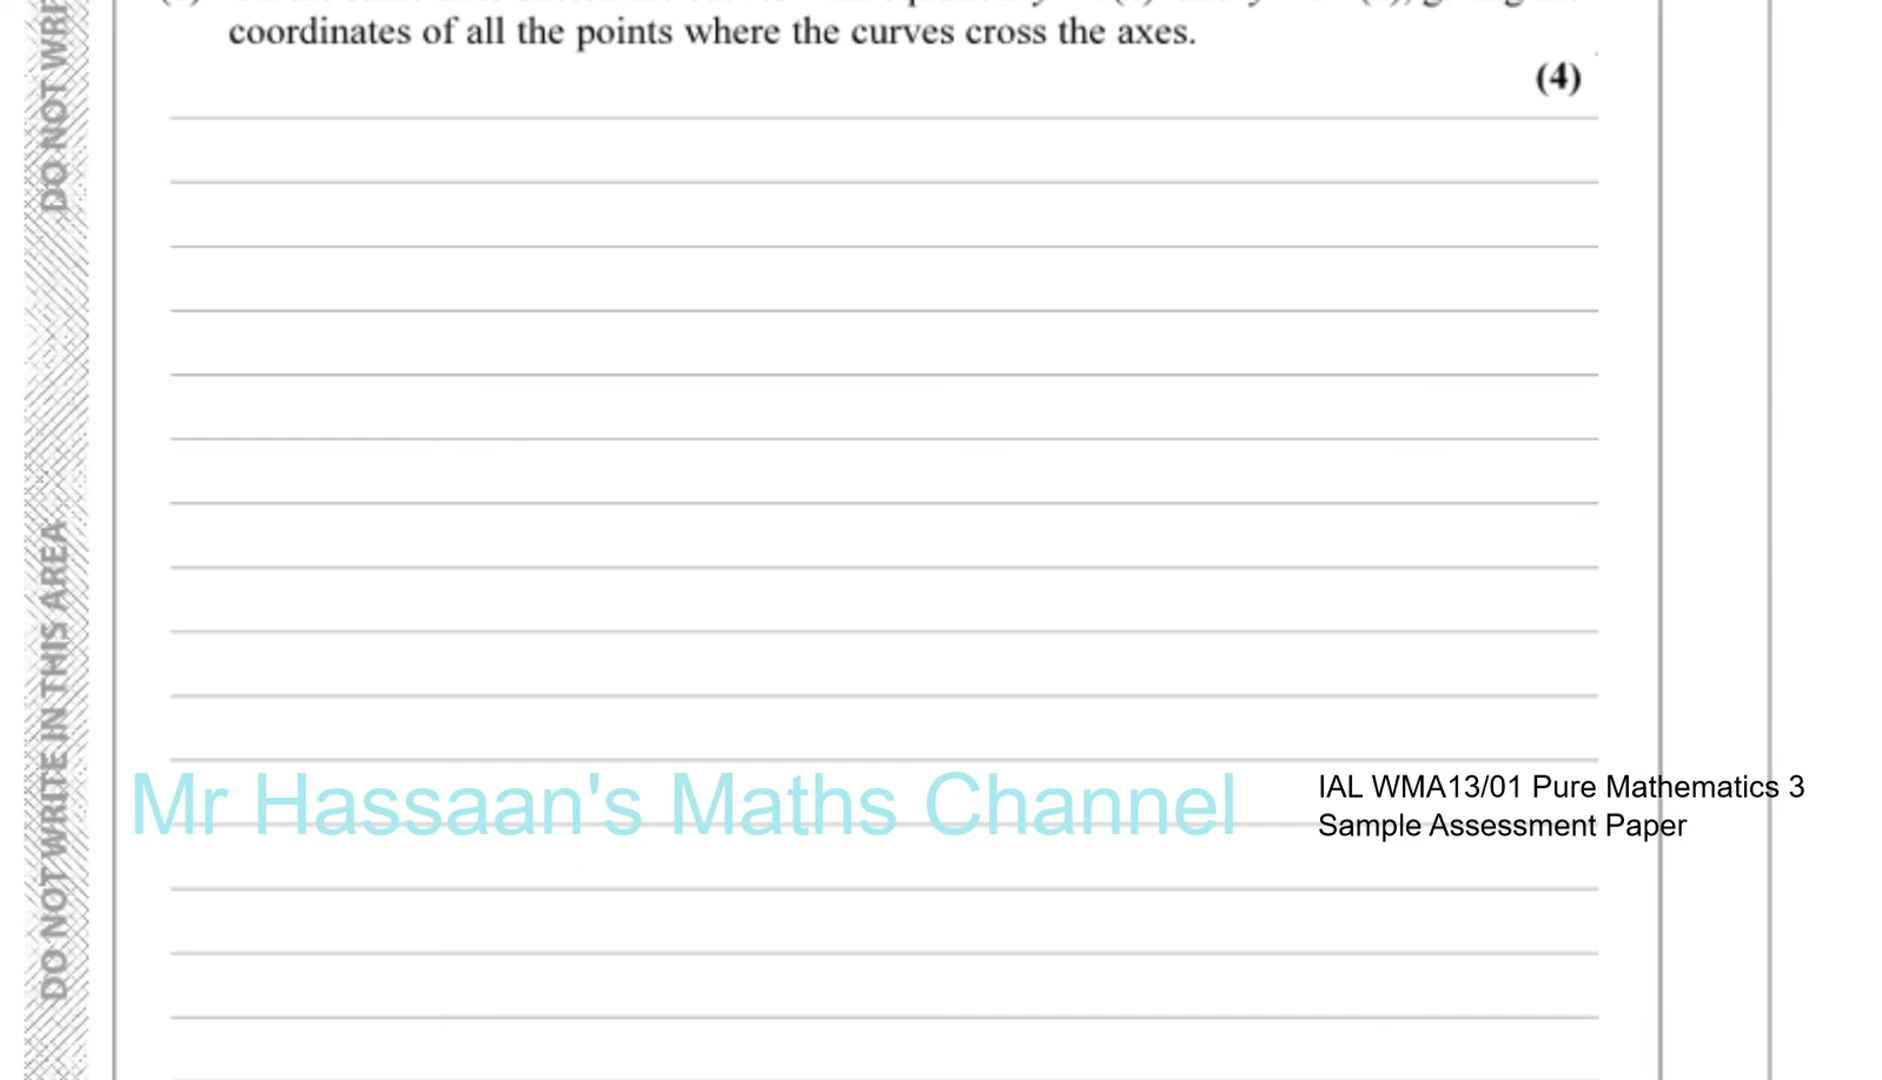 coordinates of all the points where the curves cross the axes.
(4)
DO NOT WRI
DO NOT WRITE IN THIS AREA
Mr Hassaan's Maths Channel
IAL WMA13/01 Pure Mathematics 3
Sample Assessment Paper